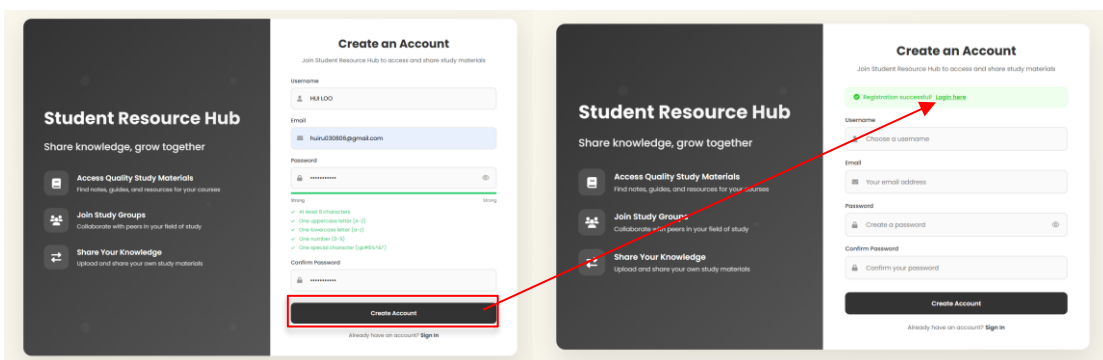 Student Resource Hub
Share knowledge, grow together
Access Quality Study Materials
Find notes, guides, and resources for your courses
Join Study Groups
Collaborate with peers in your field of study
Share Your Knowledge
Upload and share your own study materials
Create an Account
Join Student Resource Hub to access and share study materials
Username
HUI LOO
Email
huiru030806@gmail.com
Password
Strong Strong
At least 8 characters
One uppercase letter (A-Z)
One lowercase letter (a-z)
One number (0-9)
One special character (!@#$%^&*)
Confirm Password
Create Account
Already have an account? Sign In
Student Resource Hub
Share knowledge, grow together
Access Quality Study Materials
Find notes, guides, and resources for your courses
Join Study Groups
Collaborate with peers in your field of study
Share Your Knowledge
Upload and share your own study materials
Create an Account
Join Student Resource Hub to access and share study materials
Registration successful! Login here
Username
Choose a username
Email
Your email address
Password
Create a password
Confirm Password
Confirm your password
Create Account
Already have an account? Sign In